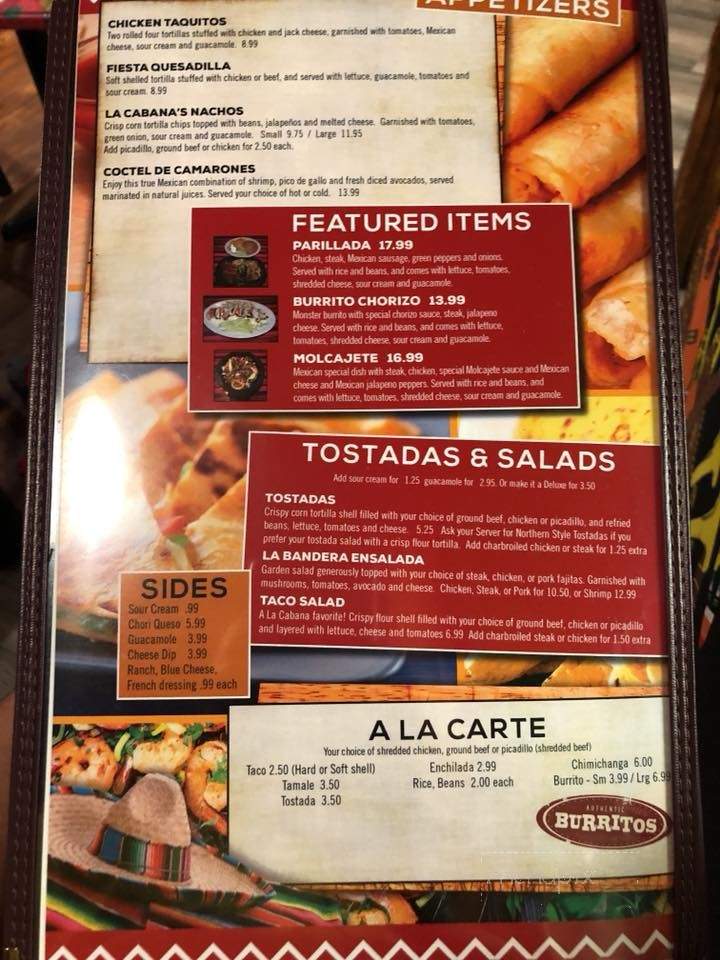 APPETIZERS
CHICKEN TAQUITOS
Two rolled four tortillas stuffed with chicken and jack cheese, garnished with tomatoes, Mexican
cheese, sour cream and guacamole. 8.99
FIESTA QUESADILLA
Soft shelled tortilla stuffed with chicken or beef, and served with lettuce, guacamole, tomatoes and
sour cream. 8.99
LA CABANA'S NACHOS
Crisp corn tortilla chips topped with beans, jalapeños and melted cheese. Garnished with tomatoes,
green onion, sour cream and guacamole. Small 9.75 / Large 11.95
Add picadillo, ground beef or chicken for 2.50 each.
COCTEL DE CAMARONES
Enjoy this true Mexican combination of shrimp, pico de gallo and fresh diced avocados, served
marinated in natural juices. Served your choice of hot or cold. 13.99
FEATURED ITEMS
PARILLADA 17.99
Chicken, steak, Mexican sausage, green peppers and onions.
Served with rice and beans, and comes with lettuce, tomatoes,
shredded cheese, sour cream and guacamole.
BURRITO CHORIZO 13.99
Monster burrito with special chorizo sauce, steak, jalapeno
cheese. Served with rice and beans, and comes with lettuce,
tomatoes, shredded cheese, sour cream and guacamole.
MOLCAJETE 16.99
Mexican special dish with steak, chicken, special Molcajete sauce and Mexican
cheese and Mexican jalapeno peppers. Served with rice and beans, and
comes with lettuce, tomatoes, shredded cheese, sour cream and guacamole.
TOSTADAS & SALADS
Add sour cream for 1.25 guacamole for 2.95. Or make it a Deluxe for 3.50
TOSTADAS
Crispy corn tortilla shell filled with your choice of ground beef, chicken or picadillo, and refried
beans, lettuce, tomatoes and cheese. 5.25 Ask your Server for Northern Style Tostadas if you
prefer your tostada salad with a crisp flour tortilla. Add charbroiled chicken or steak for 1.25 extra
LA BANDERA ENSALADA
Garden salad generously topped with your choice of steak, chicken, or pork fajitas. Garnished with
mushrooms, tomatoes, avocado and cheese. Chicken, Steak, or Pork for 10.50, or Shrimp 12.99
TACO SALAD
A La Cabana favorite! Crispy flour shell filled with your choice of ground beef, chicken or picadillo
and layered with lettuce, cheese and tomatoes 6.99 Add charbroiled steak or chicken for 1.50 extra
SIDES
Sour Cream .99
Chori Queso 5.99
Guacamole 3.99
Cheese Dip 3.99
Ranch, Blue Cheese,
French dressing .99 each
A LA CARTE
Your choice of shredded chicken, ground beef or picadillo (shredded beef)
Taco 2.50 (Hard or Soft shell)
Tamale 3.50
Tostada 3.50
Enchilada 2.99
Rice, Beans 2.00 each
Chimichanga 6.00
Burrito - Sm 3.99 / Lrg 6.99
AUTHENTIC
BURRITOS
menupix